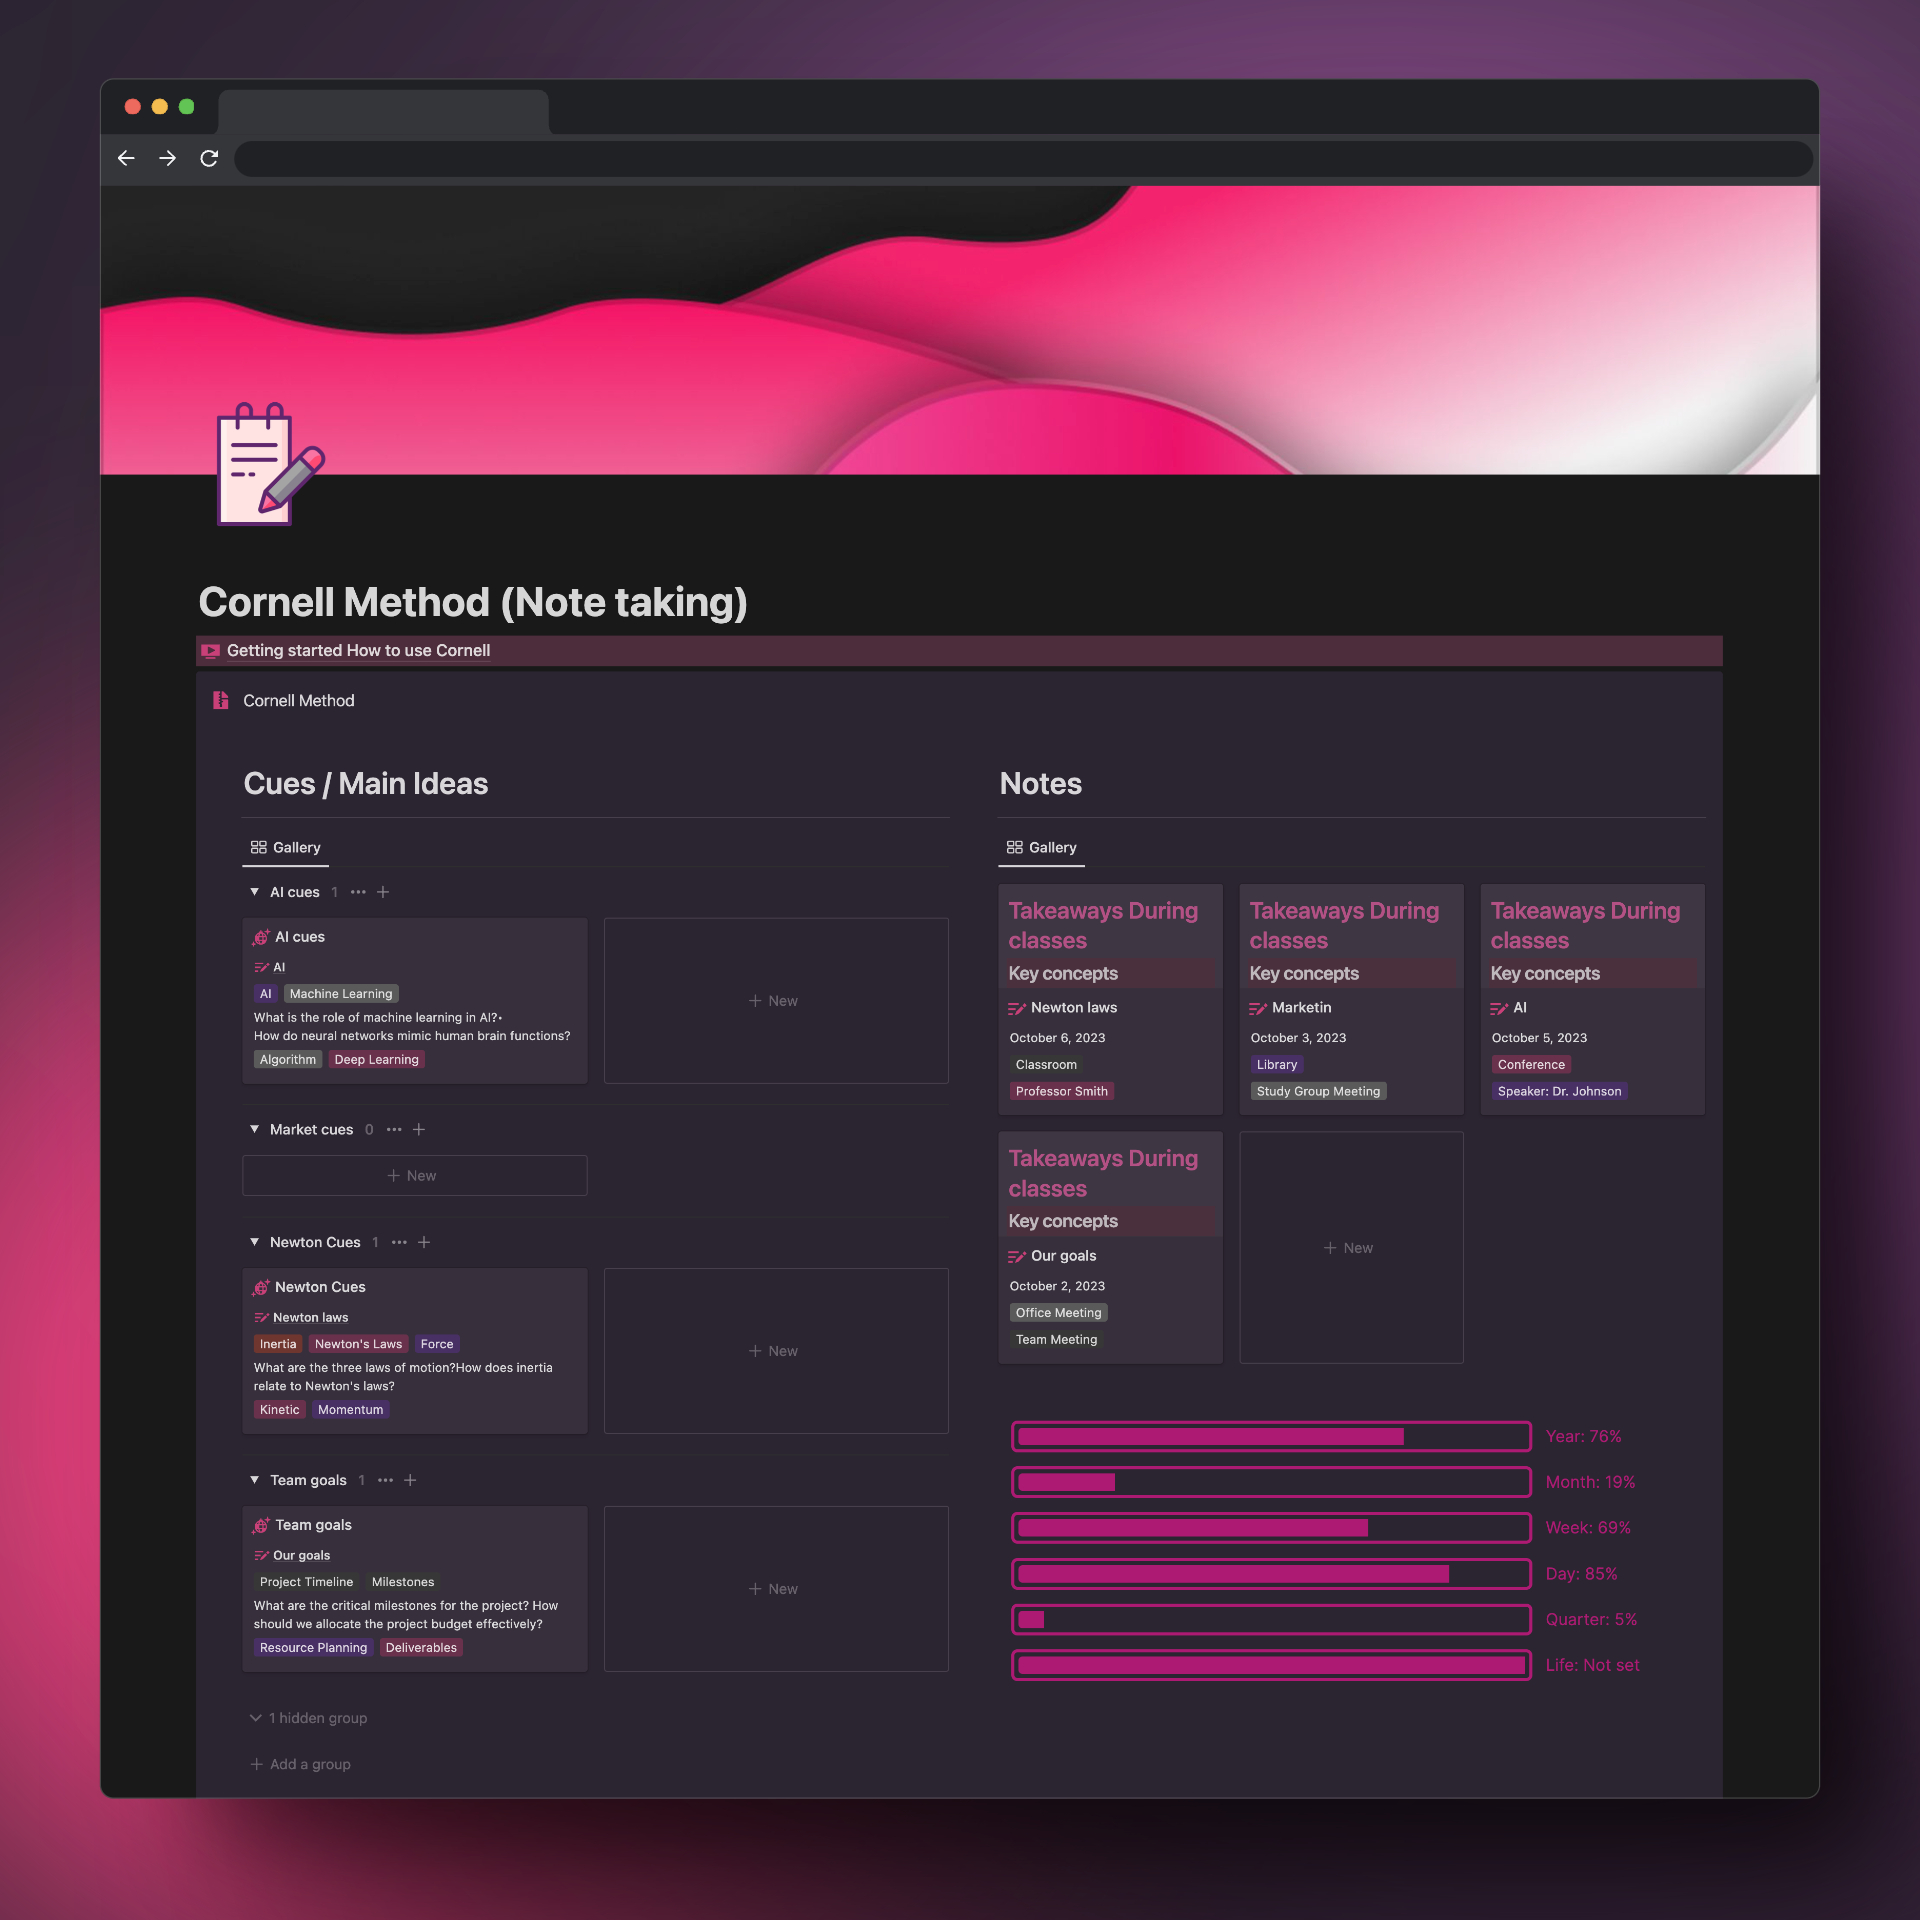 Cornell Method (Note taking)
Getting started How to use Cornell
Cornell Method
Cues / Main Ideas
Gallery
AI cues 1
AI cues
AI
AI Machine Learning
What is the role of machine learning in AI?•
How do neural networks mimic human brain functions?
Algorithm Deep Learning
New
Market cues 0
New
Newton Cues 1
Newton Cues
Newton laws
Inertia Newton's Laws Force
What are the three laws of motion?How does inertia
relate to Newton's laws?
Kinetic Momentum
New
Team goals 1
Team goals
Our goals
Project Timeline Milestones
What are the critical milestones for the project? How
should we allocate the project budget effectively?
Resource Planning Deliverables
New
1 hidden group
Add a group
Notes
Gallery
Takeaways During
classes
Key concepts
Newton laws
October 6, 2023
Classroom
Professor Smith
Takeaways During
classes
Key concepts
Marketin
October 3, 2023
Library
Study Group Meeting
Takeaways During
classes
Key concepts
AI
October 5, 2023
Conference
Speaker: Dr. Johnson
Takeaways During
classes
Key concepts
Our goals
October 2, 2023
Office Meeting
Team Meeting
New
Year: 76%
Month: 19%
Week: 69%
Day: 85%
Quarter: 5%
Life: Not set